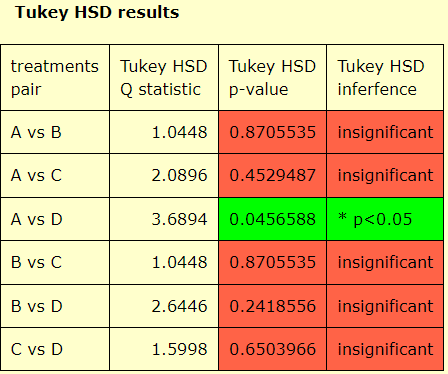 Tukey HSD results
treatments pair | Tukey HSD Q statistic | Tukey HSD p-value | Tukey HSD inferfence
A vs B | 1.0448 | 0.8705535 | insignificant
A vs C | 2.0896 | 0.4529487 | insignificant
A vs D | 3.6894 | 0.0456588 | * p<0.05
B vs C | 1.0448 | 0.8705535 | insignificant
B vs D | 2.6446 | 0.2418556 | insignificant
C vs D | 1.5998 | 0.6503966 | insignificant